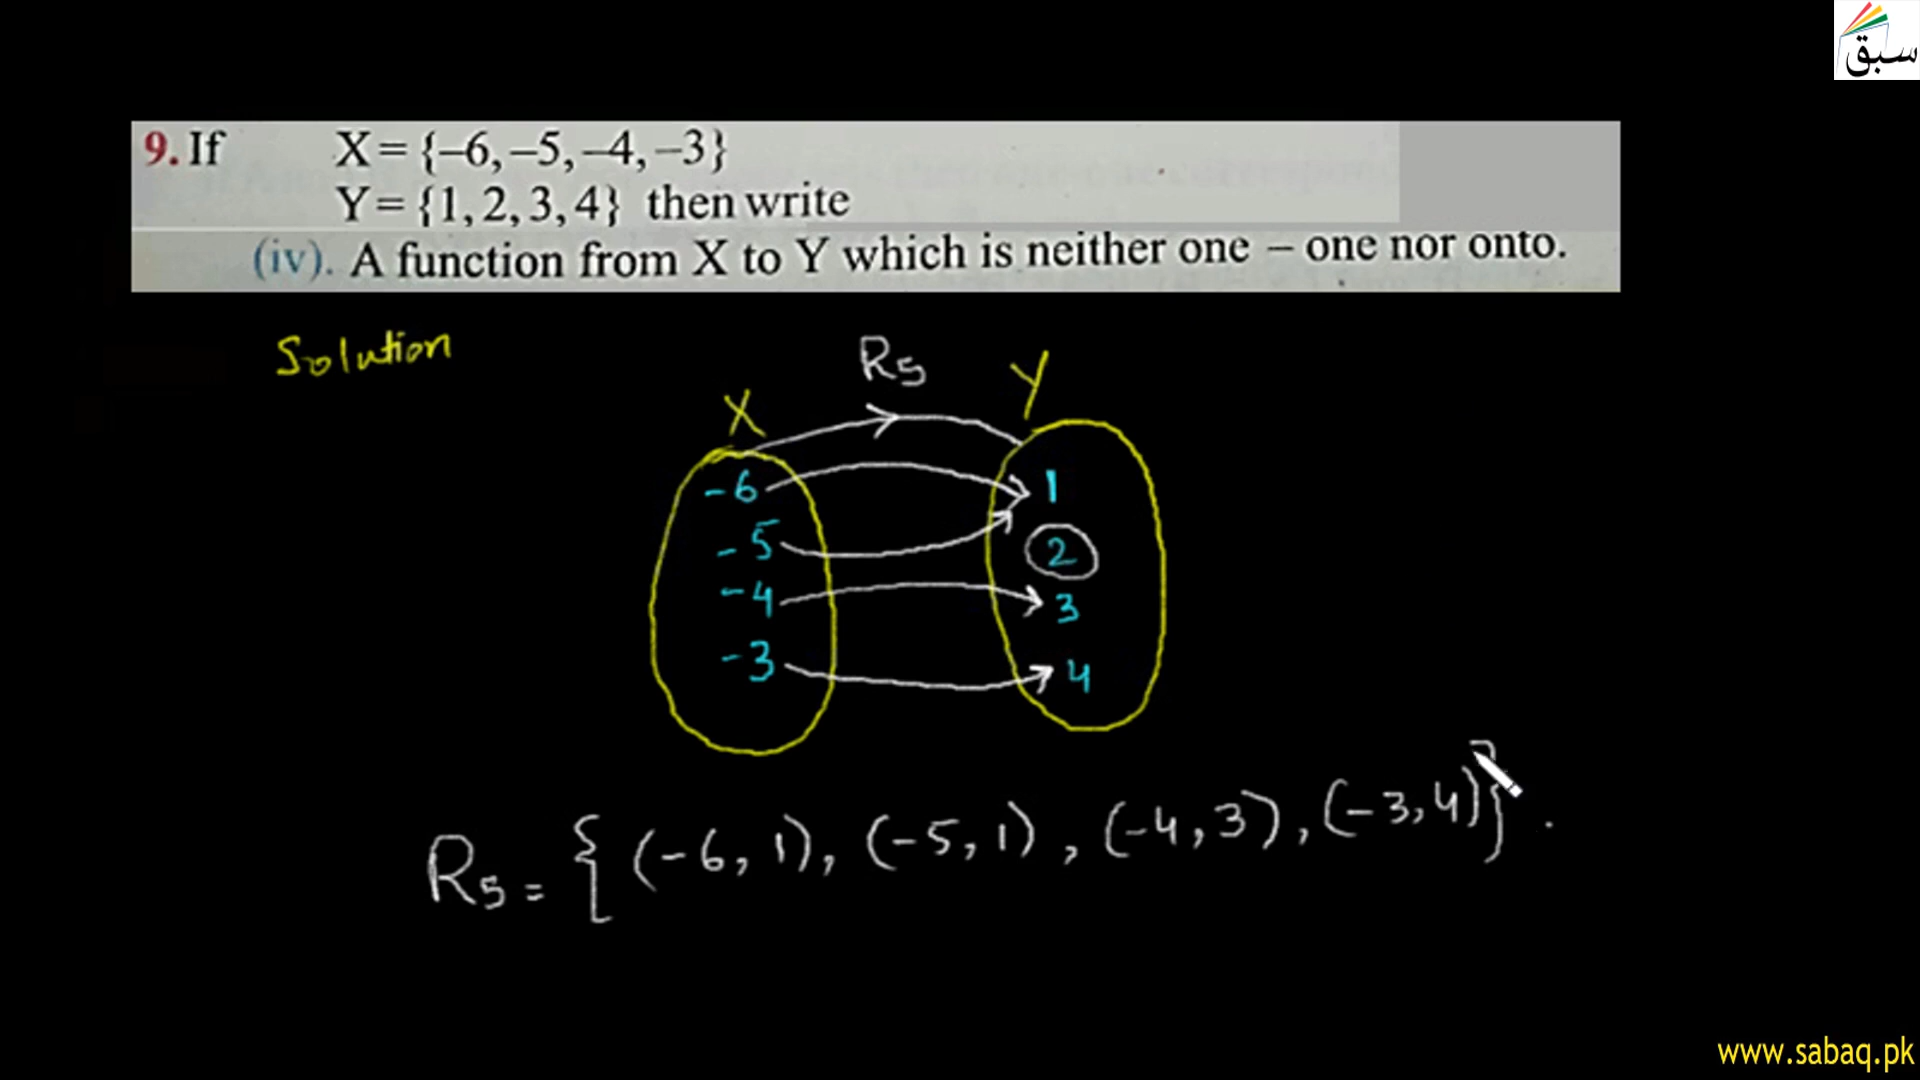 سبق
9. If X = {–6, –5, –4, –3}
Y = {1, 2, 3, 4} then write
(iv). A function from X to Y which is neither one – one nor onto.
Solution
R5
X
Y
-6
1
-5
2
-4
3
-3
4
R5 = { (-6, 1), (-5, 1), (-4, 3), (-3, 4)} .
www.sabaq.pk